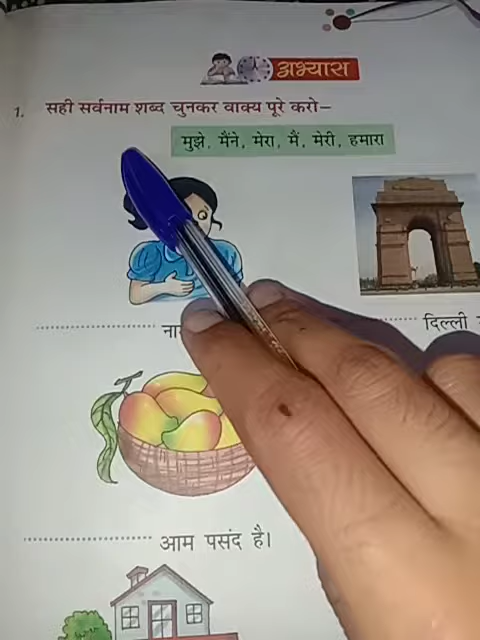 अभ्यास
1. सही सर्वनाम शब्द चुनकर वाक्य पूरे करो–
मुझे, मैंने, मेरा, मैं, मेरी, हमारा
.......................... दिल्ली
.......................... आम पसंद है।